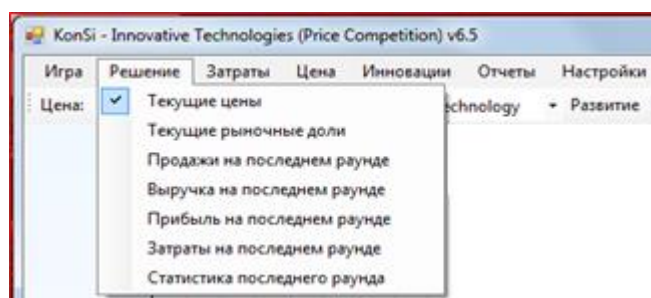 KonSi - Innovative Technologies (Price Competition) v6.5
Игра Решение Затраты Цена Инновации Отчеты Настройки
Цена: echnology Развитие
Текущие цены
Текущие рыночные доли
Продажи на последнем раунде
Выручка на последнем раунде
Прибыль на последнем раунде
Затраты на последнем раунде
Статистика последнего раунда